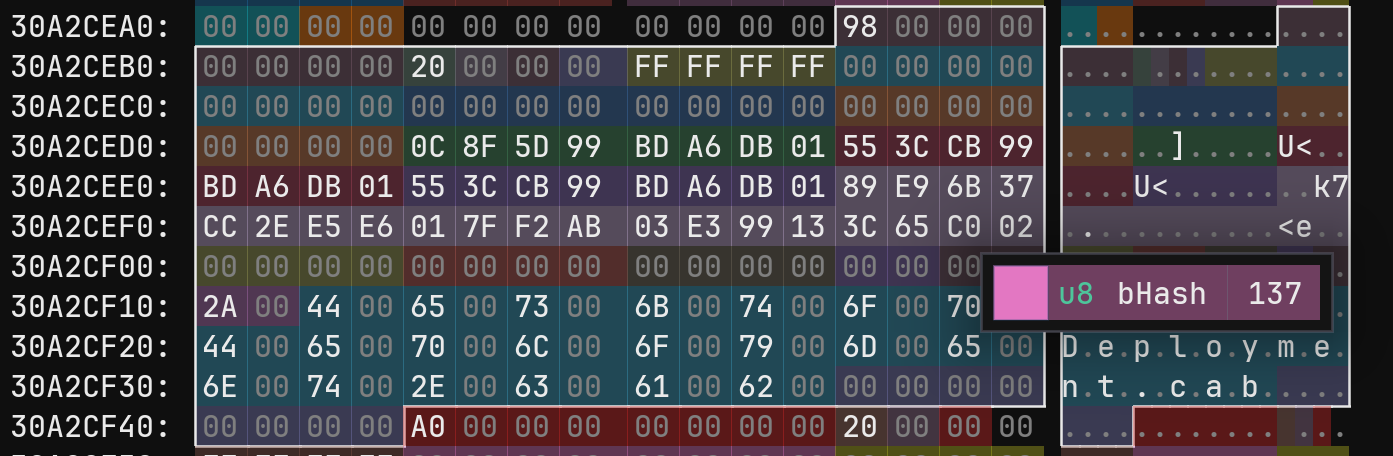 30A2CEA0: 00 00 00 00 00 00 00 00 00 00 00 00 98 00 00 00 ................
30A2CEB0: 00 00 00 00 20 00 00 00 FF FF FF FF 00 00 00 00 .... ...........
30A2CEC0: 00 00 00 00 00 00 00 00 00 00 00 00 00 00 00 00 ................
30A2CED0: 00 00 00 00 0C 8F 5D 99 BD A6 DB 01 55 3C CB 99 ......].....U<..
30A2CEE0: BD A6 DB 01 55 3C CB 99 BD A6 DB 01 89 E9 6B 37 ....U<........k7
30A2CEF0: CC 2E E5 E6 01 7F F2 AB 03 E3 99 13 3C 65 C0 02 ............<e..
30A2CF00: 00 00 00 00 00 00 00 00 00 00 00 00 00 00 00
u8 bHash 137
30A2CF10: 2A 00 44 00 65 00 73 00 6B 00 74 00 6F 00 70
30A2CF20: 44 00 65 00 70 00 6C 00 6F 00 79 00 6D 00 65 00 D.e.p.l.o.y.m.e.
30A2CF30: 6E 00 74 00 2E 00 63 00 61 00 62 00 00 00 00 00 n.t...c.a.b.....
30A2CF40: 00 00 00 00 A0 00 00 00 00 00 00 00 20 00 00 00 ............ ...